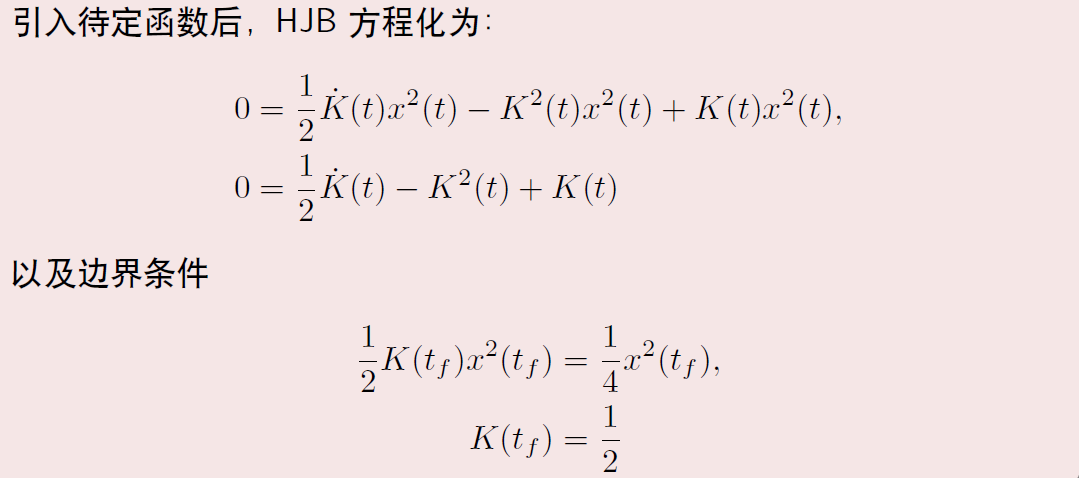 引入待定函数后，HJB 方程化为：
0 = \frac{1}{2}\dot{K}(t)x^2(t) - K^2(t)x^2(t) + K(t)x^2(t),
0 = \frac{1}{2}\dot{K}(t) - K^2(t) + K(t)
以及边界条件
\frac{1}{2}K(t_f)x^2(t_f) = \frac{1}{4}x^2(t_f),
K(t_f) = \frac{1}{2}